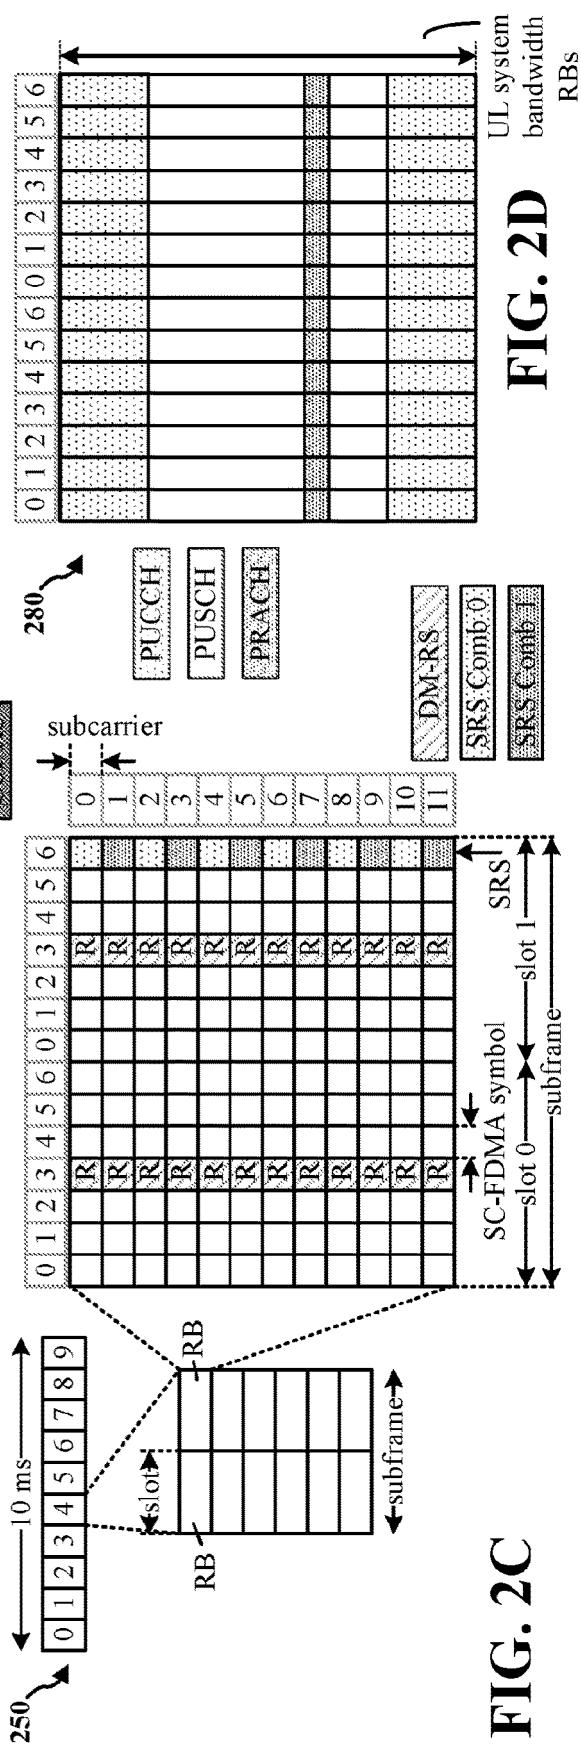 250
10 ms
0 1 2 3 4 5 6 7 8 9
RB
slot
RB
subframe
FIG. 2C
0 1 2 3 4 5 6 0 1 2 3 4 5 6
R R
R R
R R
R R
R R
R R
R R
R R
R R
R R
R R
R R
subcarrier
0
1
2
3
4
5
6
7
8
9
10
11
SC-FDMA symbol
SRS
slot 0
slot 1
subframe
DM-RS
SRS Comb 0
SRS Comb 1
280
PUCCH
PUSCH
PRACH
0 1 2 3 4 5 6 0 1 2 3 4 5 6
UL system
bandwidth
RBs
FIG. 2D